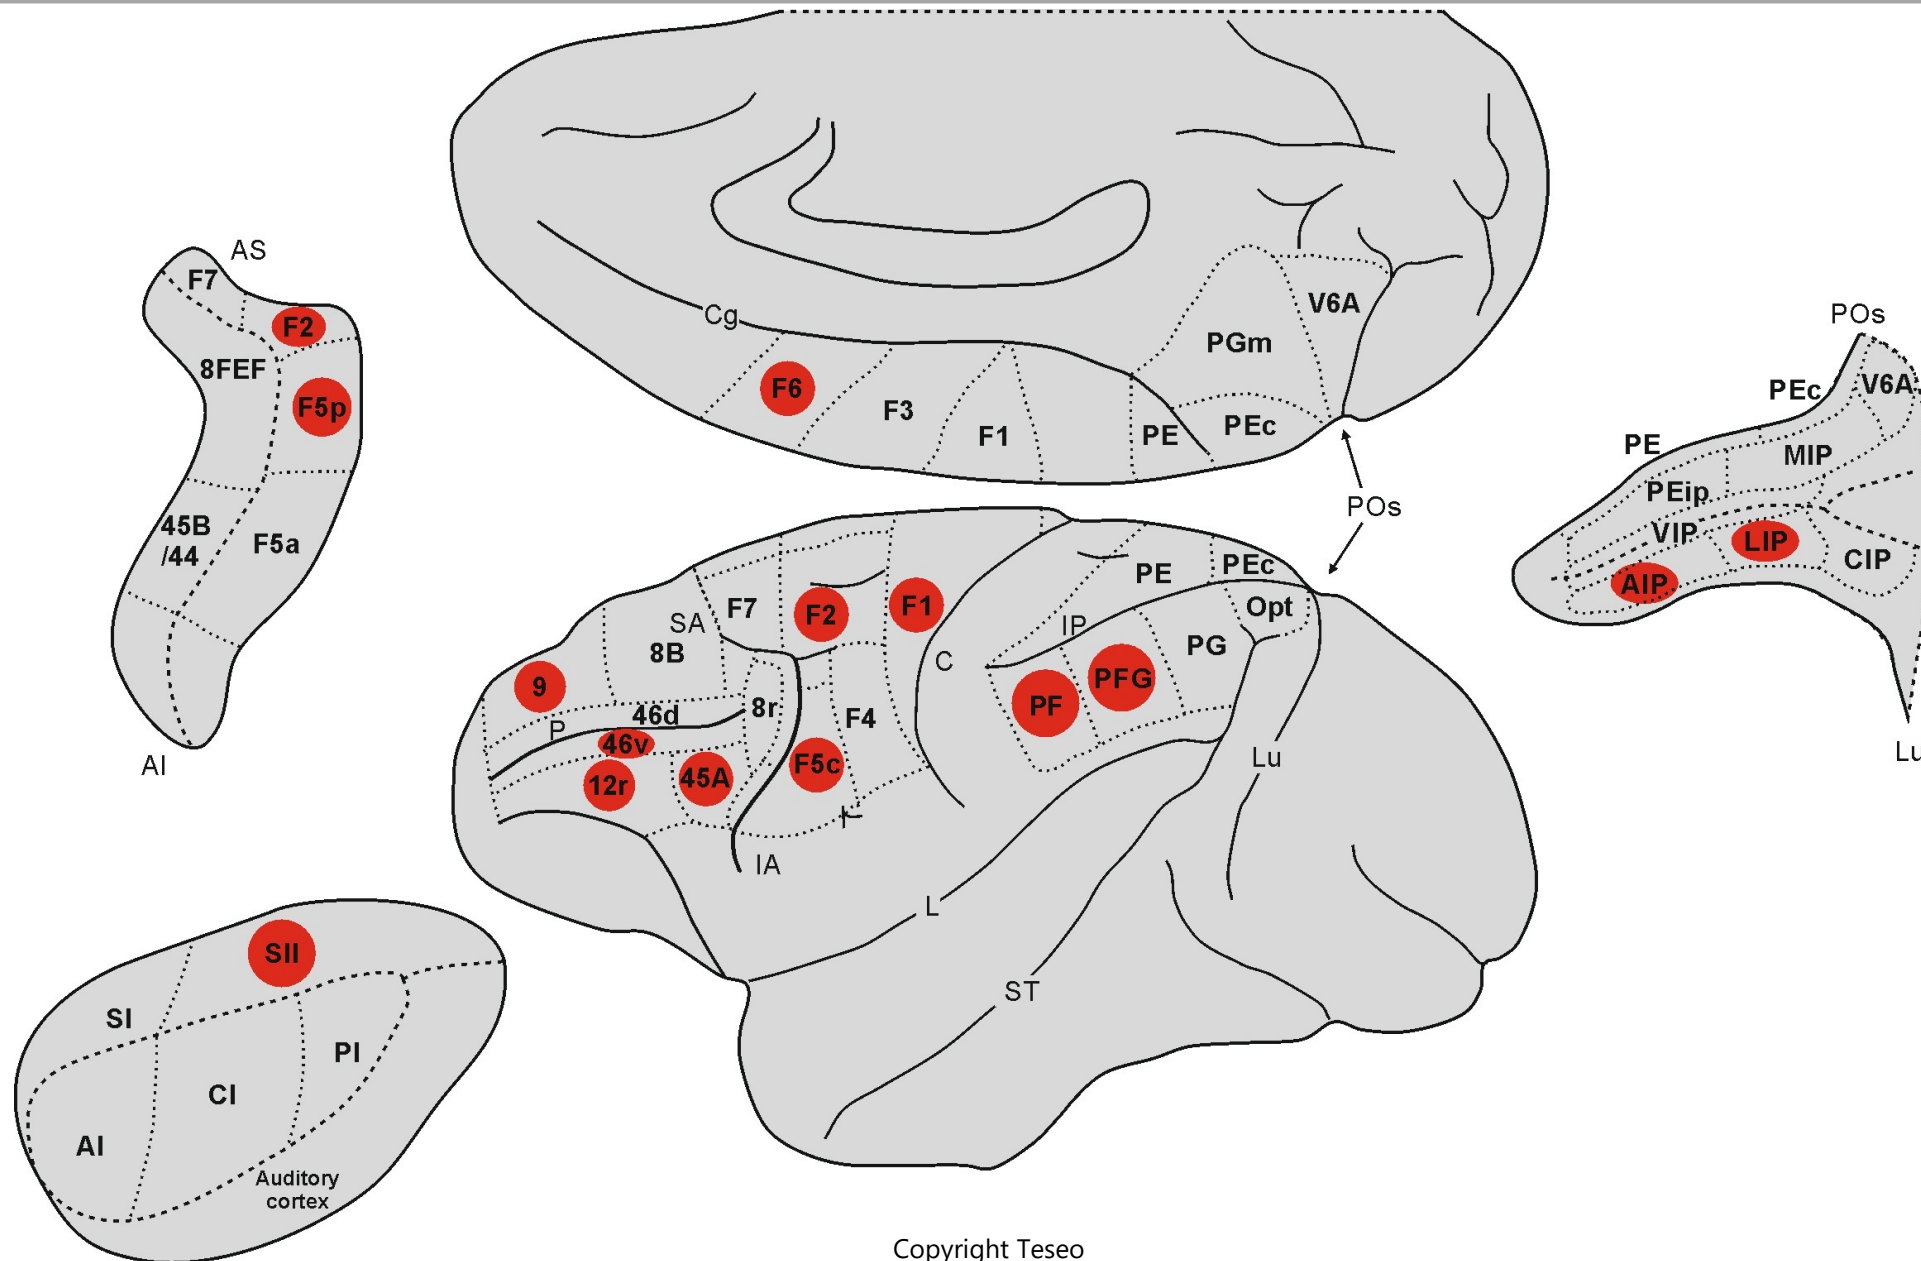 AS
F7
F2
8FEF
F5p
45B
/44
F5a
AI
Cg
F6
F3
F1
PE
PEc
PGm
V6A
POs
POs
V6A
PEc
PE
MIP
PEip
VIP
LIP
AIP
CIP
Lu
PE
PEc
F7
F2
F1
SA
8B
IP
Opt
PG
C
9
PFG
PF
46d
8r
F4
P
46v
12r
45A
F5c
Lu
IA
L
ST
SII
SI
PI
CI
AI
Auditory
cortex
Copyright Teseo